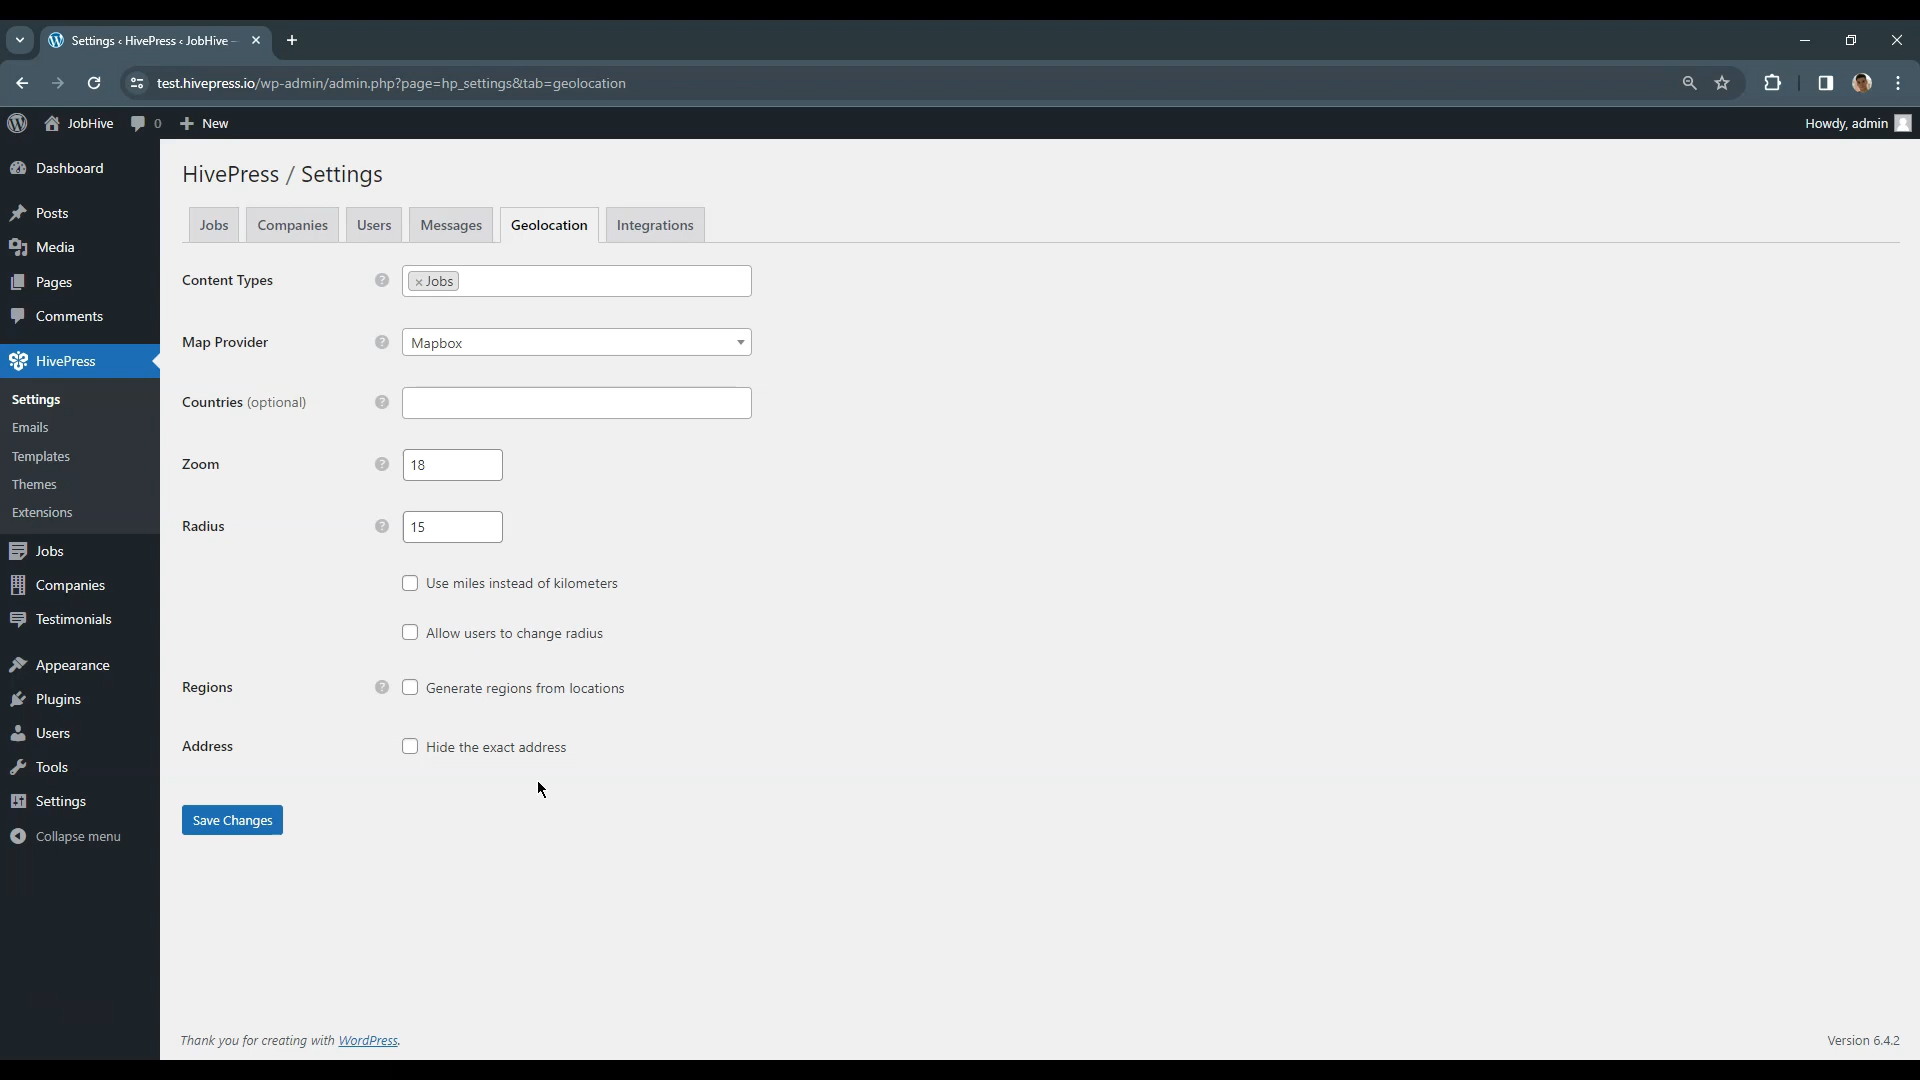 Settings ‹ HivePress ‹ JobHive –
test.hivepress.io/wp-admin/admin.php?page=hp_settings&tab=geolocation
JobHive 0 New Howdy, admin
Dashboard
Posts
Media
Pages
Comments
HivePress
Settings
Emails
Templates
Themes
Extensions
Jobs
Companies
Testimonials
Appearance
Plugins
Users
Tools
Settings
Collapse menu
HivePress / Settings
Jobs Companies Users Messages Geolocation Integrations
Content Types ? × Jobs
Map Provider ? Mapbox
Countries (optional) ?
Zoom ? 18
Radius ? 15
Use miles instead of kilometers
Allow users to change radius
Regions ? Generate regions from locations
Address Hide the exact address
Save Changes
Thank you for creating with WordPress. Version 6.4.2